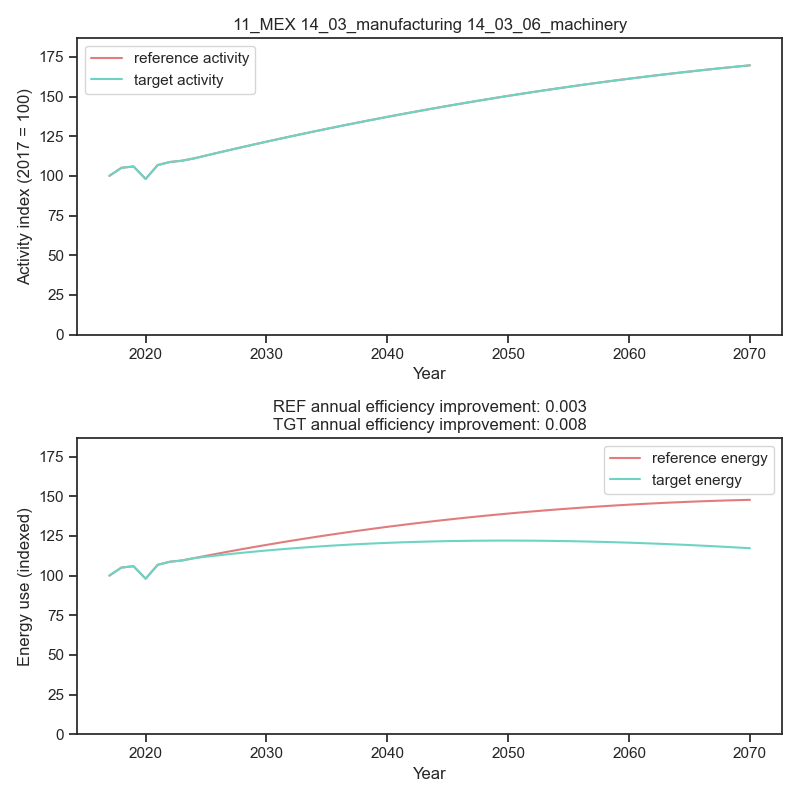 11_MEX 14_03_manufacturing 14_03_06_machinery
reference activity
target activity
Activity index (2017 = 100)
175
150
125
100
75
50
25
0
2020
2030
2040
2050
2060
2070
Year
REF annual efficiency improvement: 0.003
TGT annual efficiency improvement: 0.008
reference energy
target energy
Energy use (indexed)
175
150
125
100
75
50
25
0
2020
2030
2040
2050
2060
2070
Year